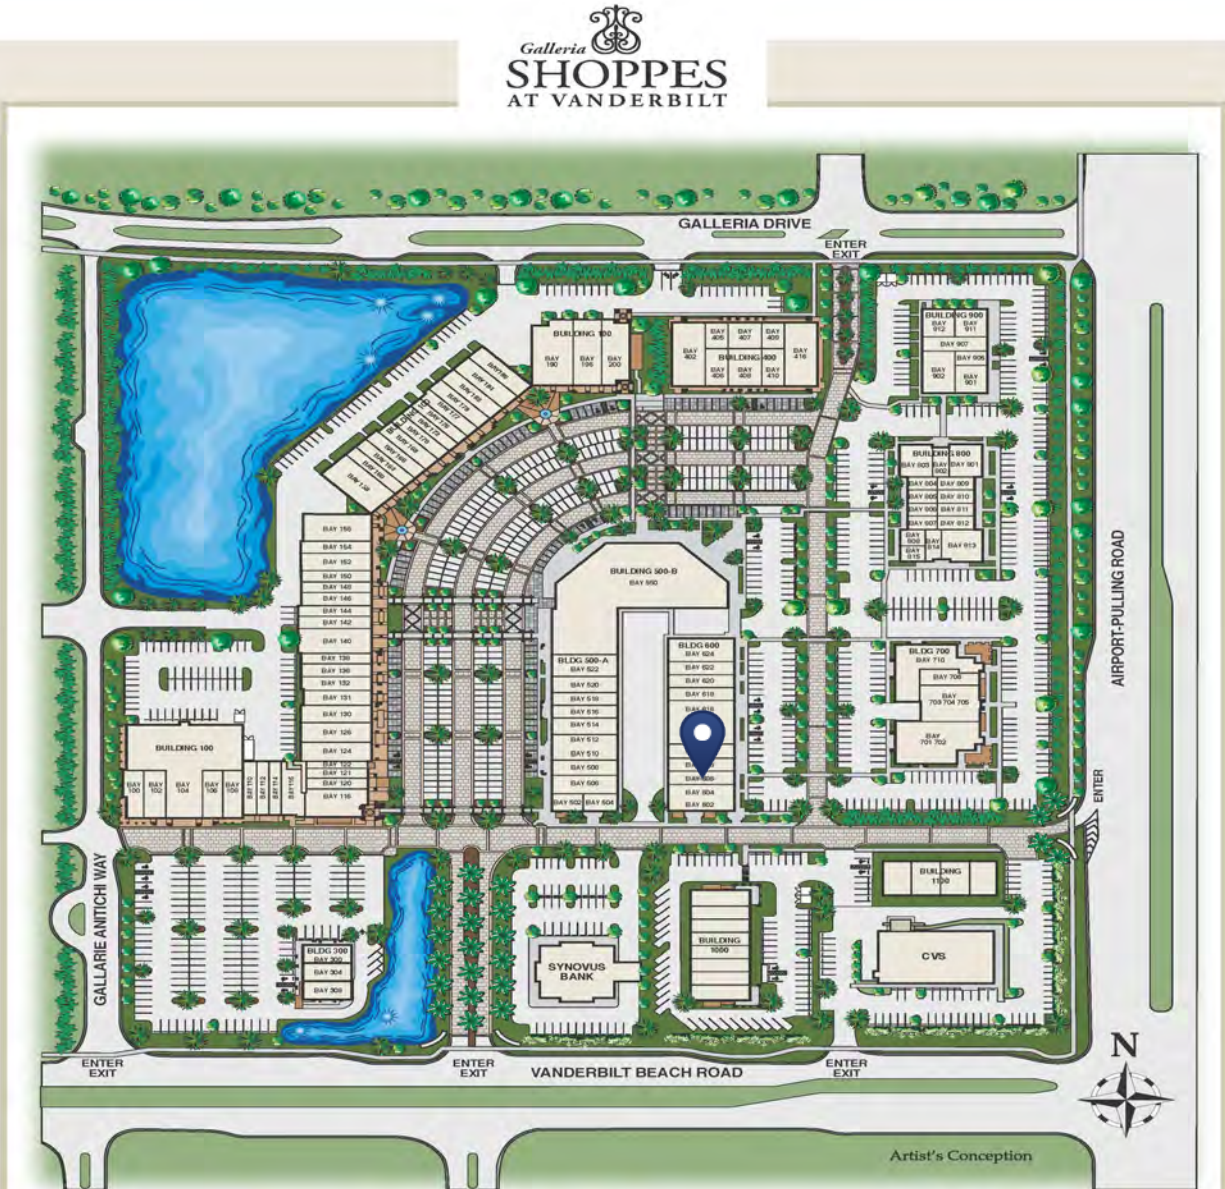 Galleria
SHOPPES
AT VANDERBILT
GALLERIA DRIVE
ENTER
EXIT
BUILDING 900
BAY
912
BAY
911
BAY 907
BAY
902
BAY
901
BUILDING 100
BAY
190
BAY
196
BAY
200
BAY
402
BAY
407
BUILDING 400
BAY
410
BAY
416
BUILDING 800
BAY 801
BAY 809
BAY 810
BAY 811
BAY 812
BAY 813
BAY
815
BAY 156
BAY 154
BAY 152
BAY 150
BAY 146
BAY 144
BAY 142
BAY 140
BAY 132
BAY 131
BAY 130
BAY 126
BAY 124
BAY 122
BAY 121
BAY 120
BAY 116
BUILDING 500-B
BAY 550
BLDG 500-A
BAY 522
BAY 520
BAY 518
BAY 516
BAY 514
BAY 512
BAY 510
BAY 508
BAY 506
BAY 502
BAY 504
BLDG 600
BAY 624
BAY 622
BAY 620
BAY 618
BAY 604
BAY 602
BLDG 700
BAY 710
BAY 706
BAY
703 704 705
BAY
701 702
AIRPORT-PULLING ROAD
ENTER
BUILDING 100
BAY
100
BAY
102
BAY
104
BAY
106
BAY
108
BAY 110
BAY 112
BAY 114
GALLARIE ANITICHI WAY
BLDG 300
BAY 300
BAY 304
BAY 308
SYNOVUS
BANK
BUILDING
1000
BUILDING
1100
CVS
ENTER
EXIT
ENTER
EXIT
VANDERBILT BEACH ROAD
ENTER
EXIT
N
Artist's Conception